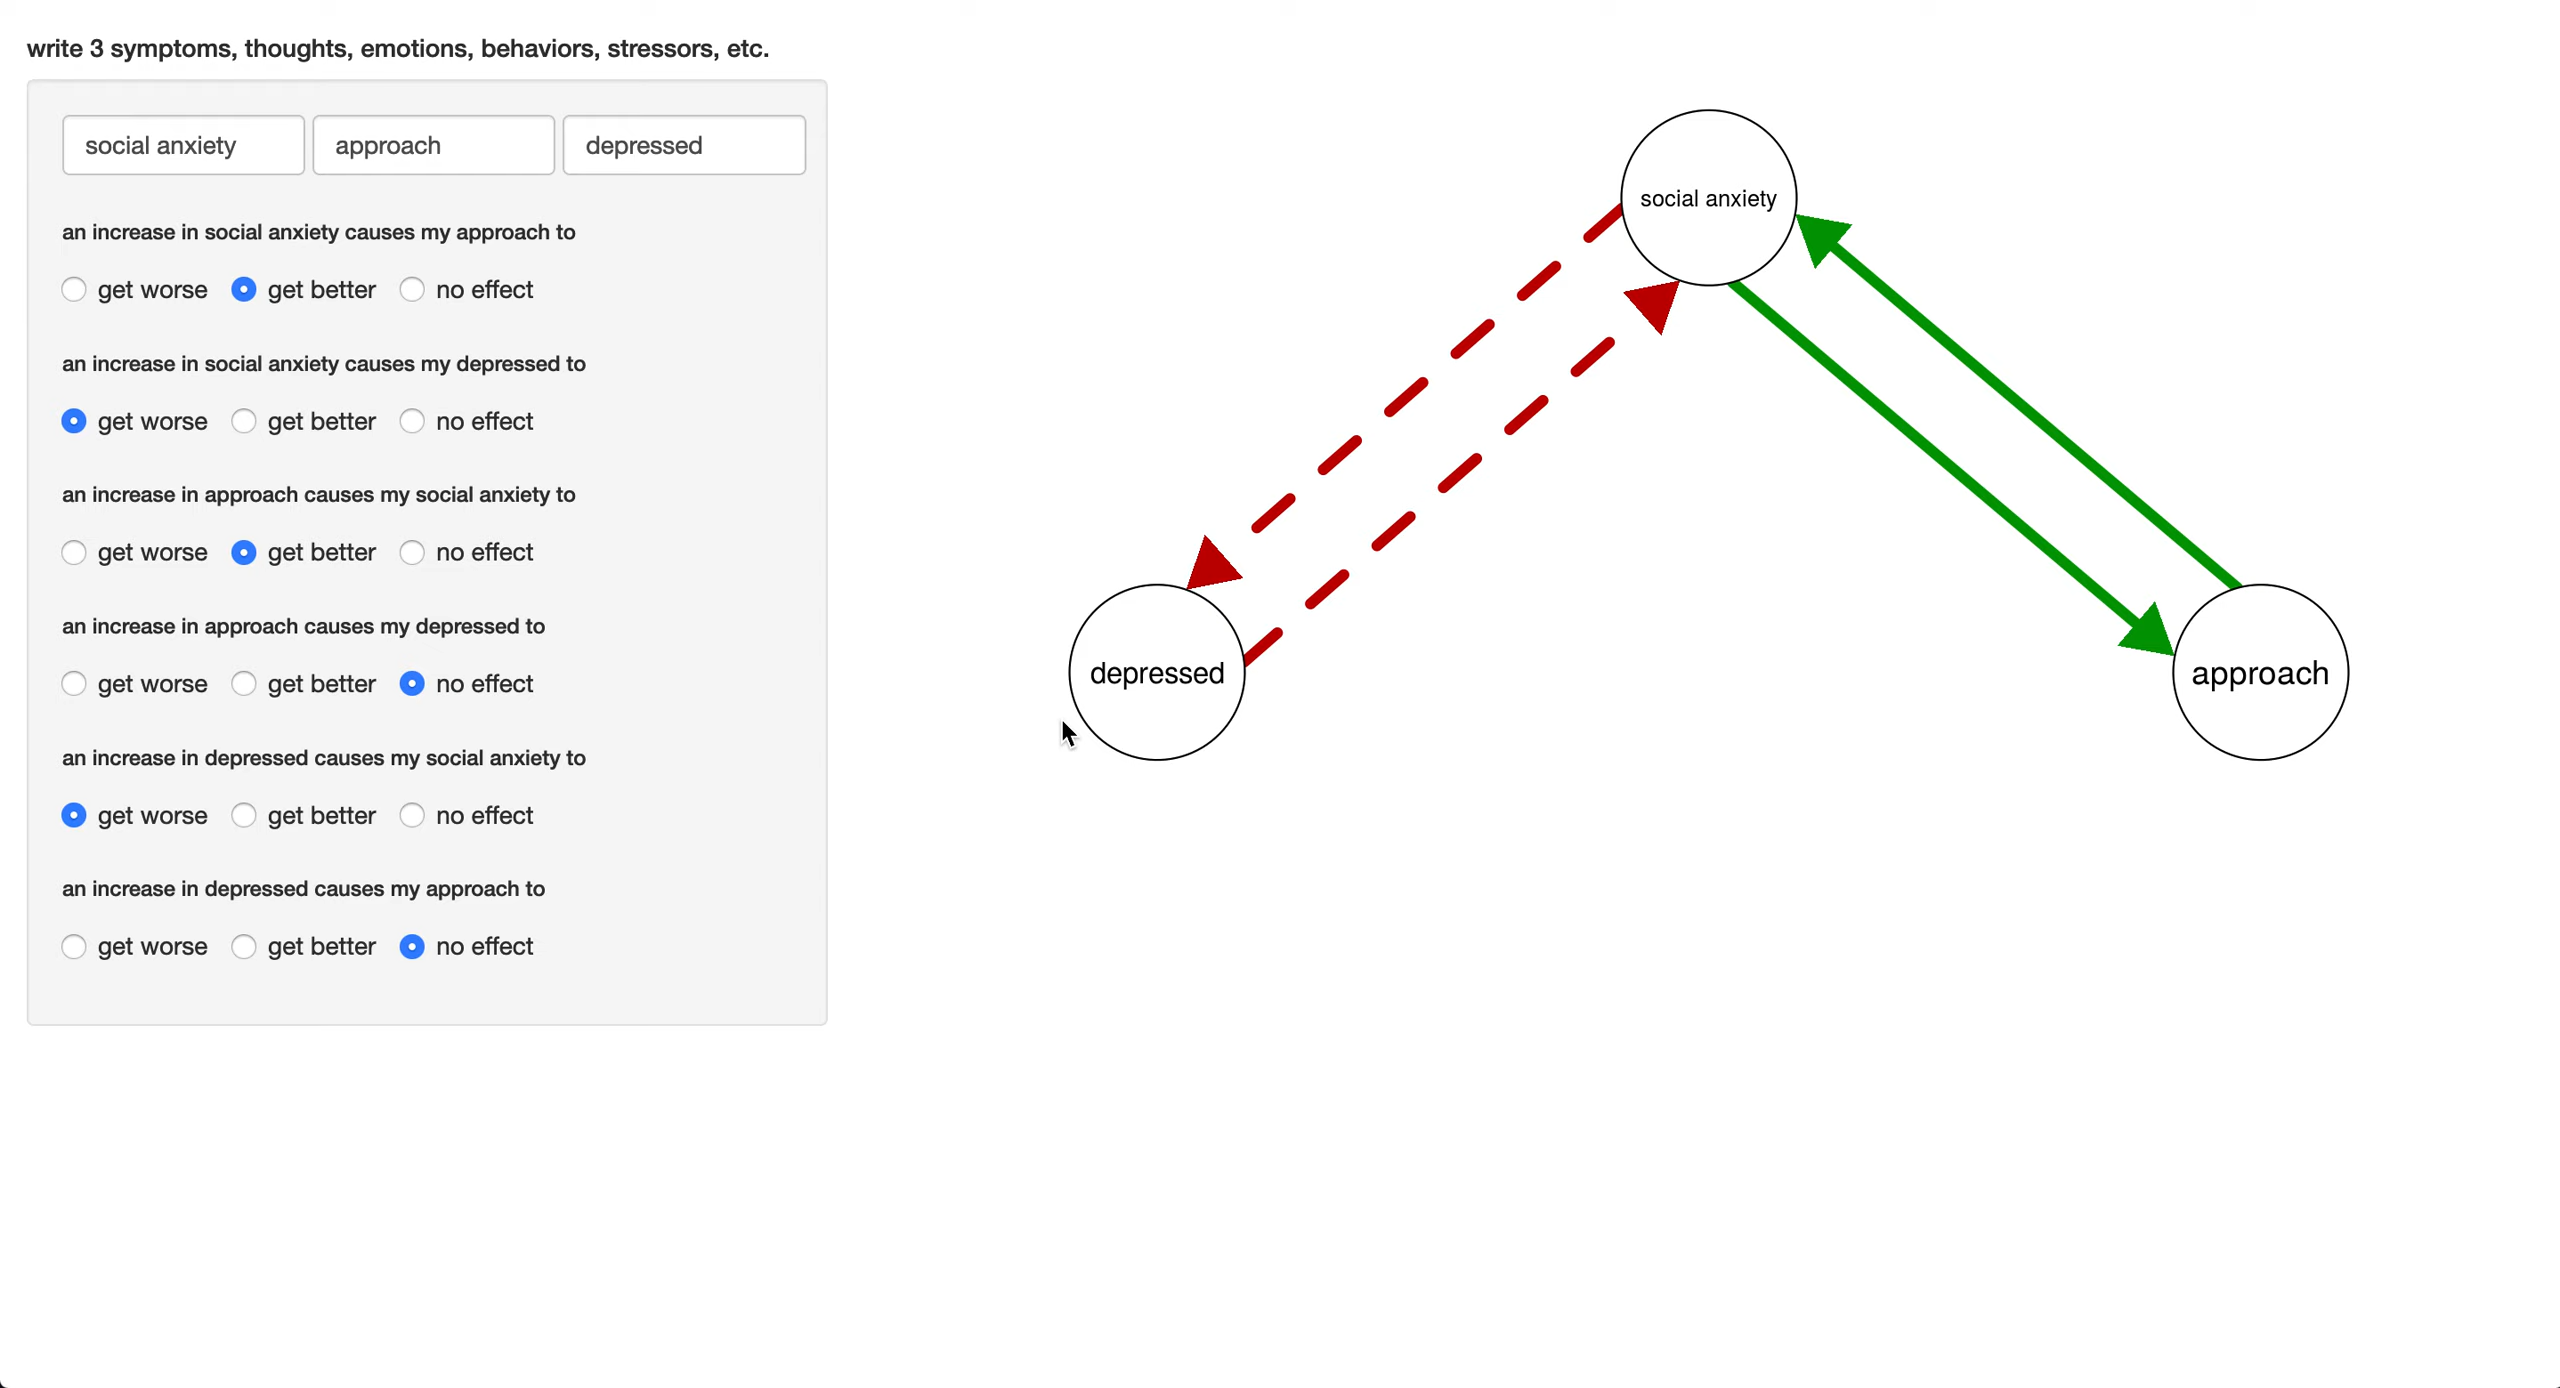 write 3 symptoms, thoughts, emotions, behaviors, stressors, etc.
social anxiety approach depressed
an increase in social anxiety causes my approach to
get worse get better no effect
an increase in social anxiety causes my depressed to
get worse get better no effect
an increase in approach causes my social anxiety to
get worse get better no effect
an increase in approach causes my depressed to
get worse get better no effect
an increase in depressed causes my social anxiety to
get worse get better no effect
an increase in depressed causes my approach to
get worse get better no effect
social anxiety
depressed
approach